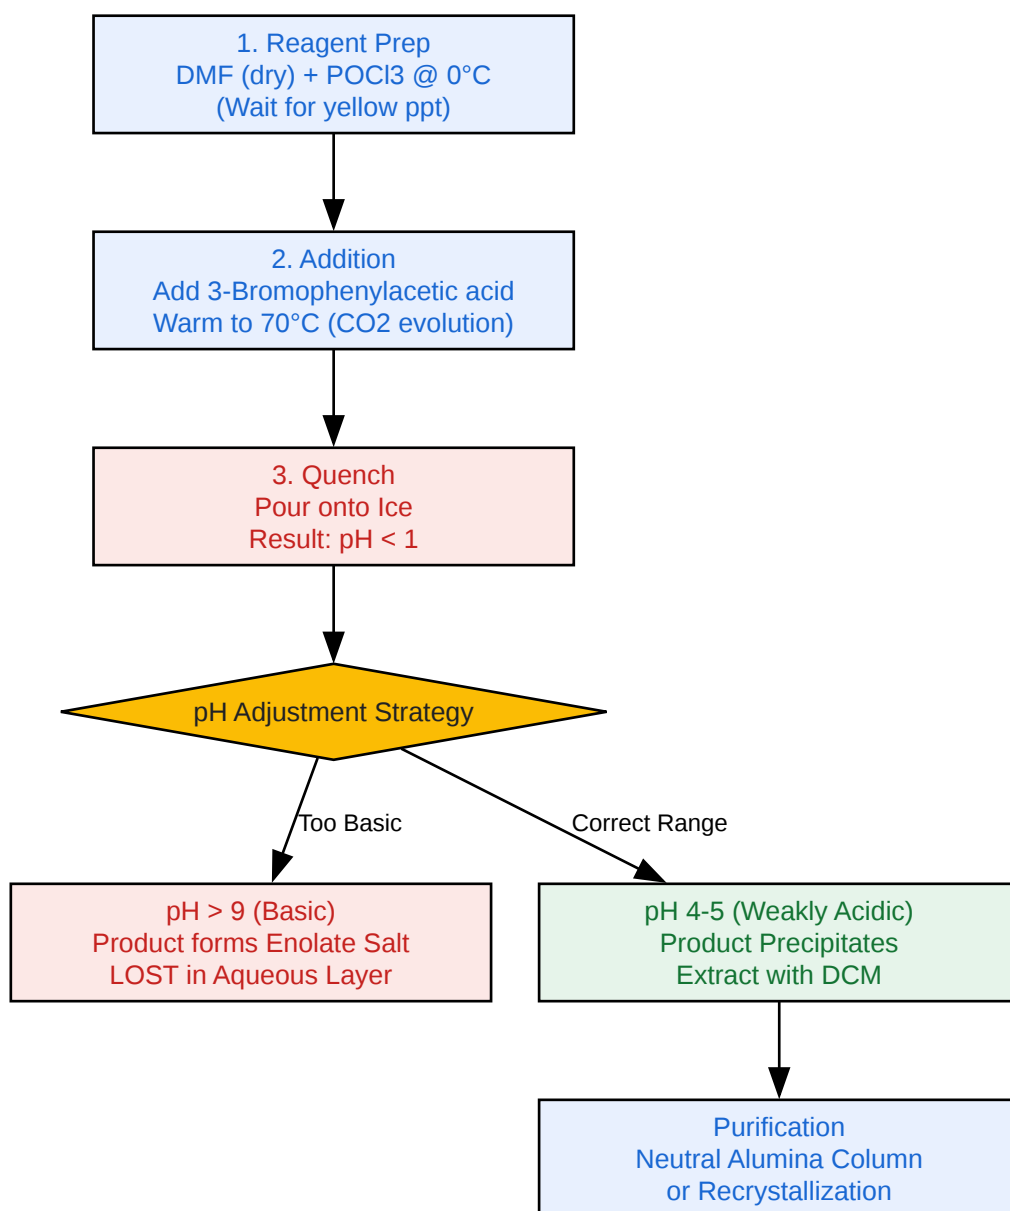 1. Reagent Prep
DMF (dry) + POCl3 @ 0°C
(Wait for yellow ppt)
2. Addition
Add 3-Bromophenylacetic acid
Warm to 70°C (CO2 evolution)
3. Quench
Pour onto Ice
Result: pH < 1
pH Adjustment Strategy
Too Basic
Correct Range
pH > 9 (Basic)
Product forms Enolate Salt
LOST in Aqueous Layer
pH 4-5 (Weakly Acidic)
Product Precipitates
Extract with DCM
Purification
Neutral Alumina Column
or Recrystallization